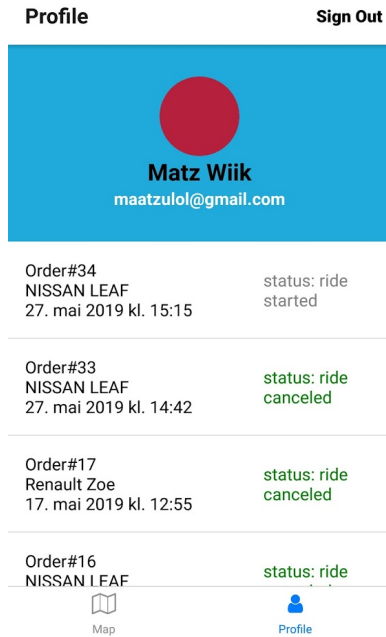 Profile
Sign Out
Matz Wiik
maatzulol@gmail.com
Order#34
NISSAN LEAF
27. mai 2019 kl. 15:15
status: ride
started
Order#33
NISSAN LEAF
27. mai 2019 kl. 14:42
status: ride
canceled
Order#17
Renault Zoe
17. mai 2019 kl. 12:55
status: ride
canceled
Order#16
NISSAN LEAF
status: ride
Map
Profile